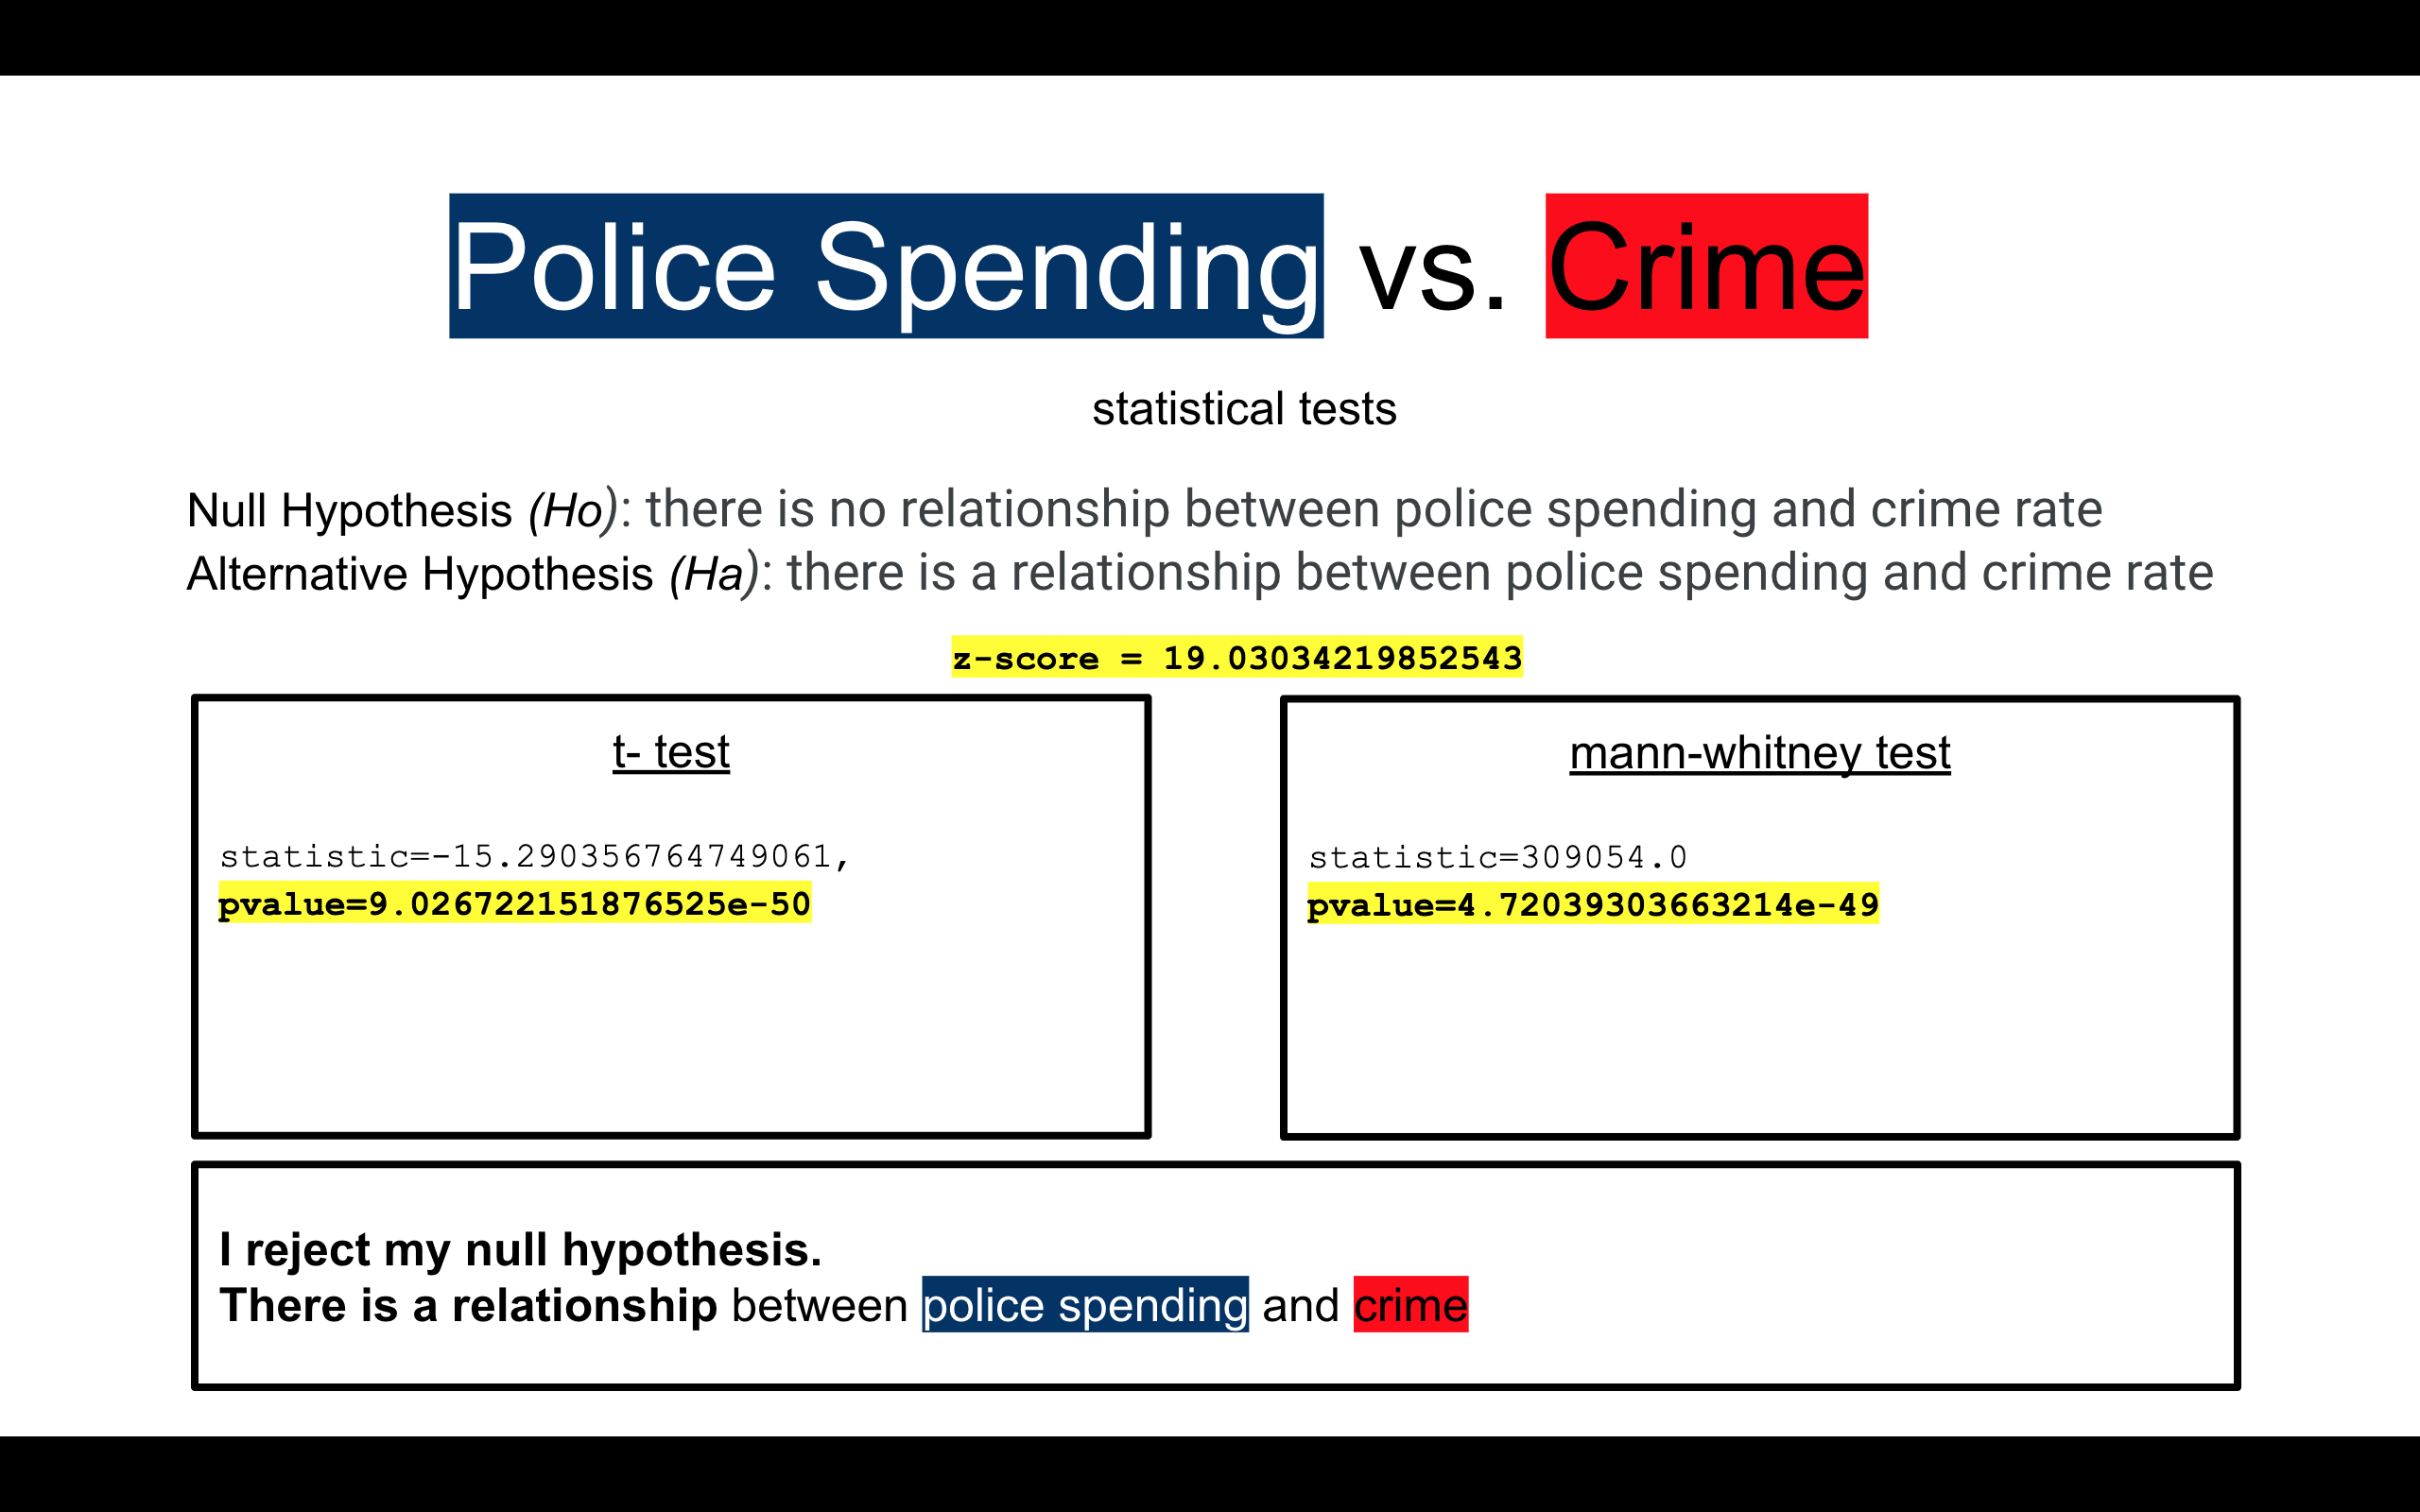 Police Spending vs. Crime
statistical tests
Null Hypothesis (Ho): there is no relationship between police spending and crime rate
Alternative Hypothesis (Ha): there is a relationship between police spending and crime rate
z-score = 19.03034219852543
t- test
statistic=-15.290356764749061,
pvalue=9.026722151876525e-50
mann-whitney test
statistic=309054.0
pvalue=4.72039303663214e-49
I reject my null hypothesis.
There is a relationship between police spending and crime